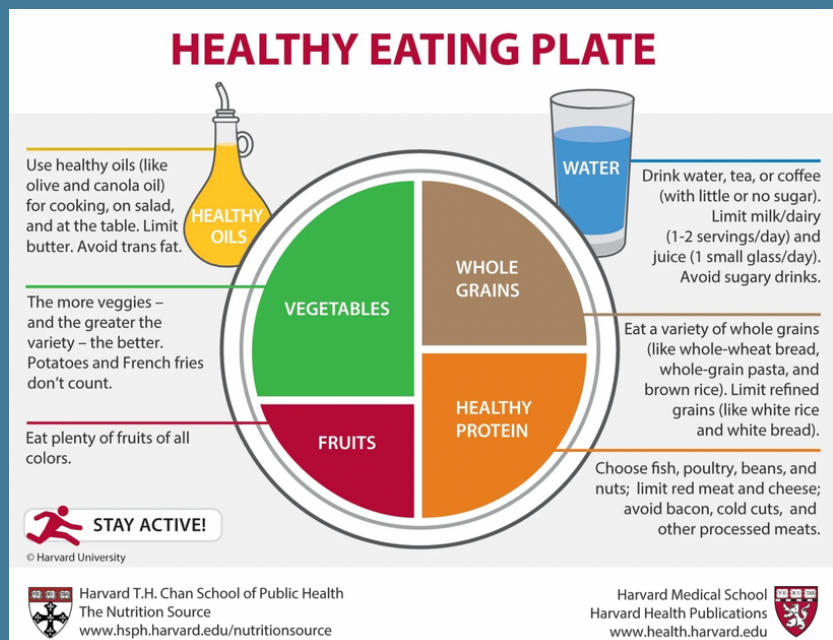 HEALTHY EATING PLATE
Use healthy oils (like
olive and canola oil)
for cooking, on salad,
and at the table. Limit
butter. Avoid trans fat.
HEALTHY
OILS
The more veggies –
and the greater the
variety – the better.
Potatoes and French fries
don't count.
Eat plenty of fruits of all
colors.
VEGETABLES
FRUITS
WHOLE
GRAINS
HEALTHY
PROTEIN
WATER
Drink water, tea, or coffee
(with little or no sugar).
Limit milk/dairy
(1-2 servings/day) and
juice (1 small glass/day).
Avoid sugary drinks.
Eat a variety of whole grains
(like whole-wheat bread,
whole-grain pasta, and
brown rice). Limit refined
grains (like white rice
and white bread).
Choose fish, poultry, beans, and
nuts; limit red meat and cheese;
avoid bacon, cold cuts, and
other processed meats.
STAY ACTIVE!
© Harvard University
Harvard T.H. Chan School of Public Health
The Nutrition Source
www.hsph.harvard.edu/nutritionsource
Harvard Medical School
Harvard Health Publications
www.health.harvard.edu